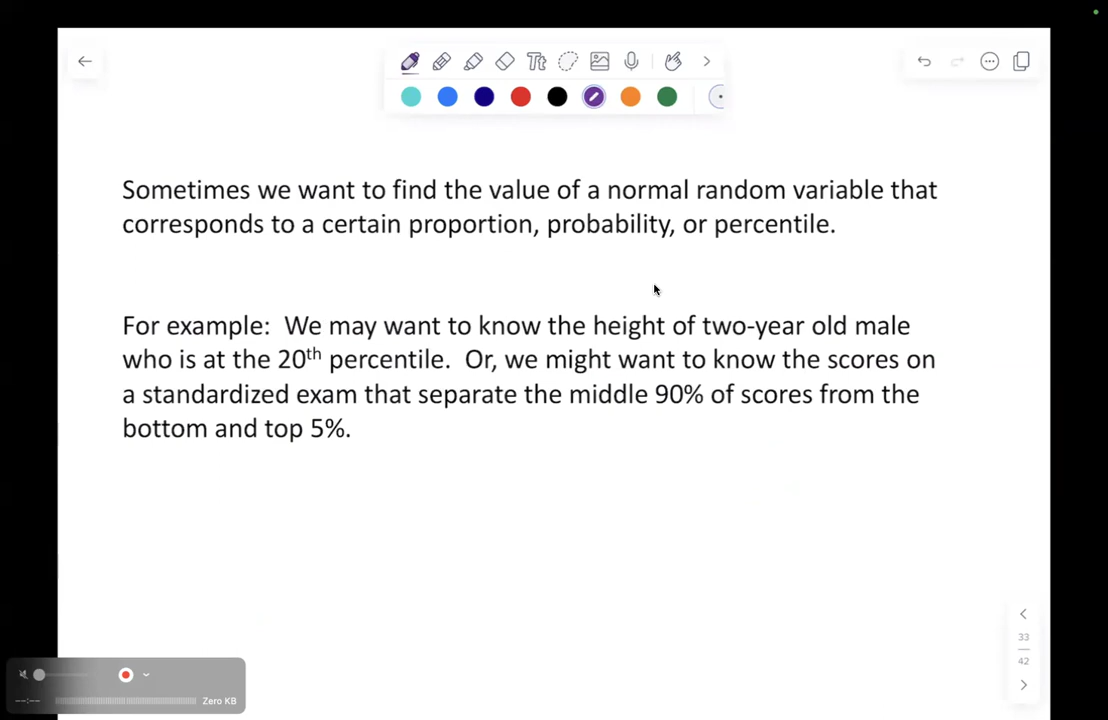 Tt
Sometimes we want to find the value of a normal random variable that
corresponds to a certain proportion, probability, or percentile.
For example:  We may want to know the height of two-year old male
who is at the 20th percentile.  Or, we might want to know the scores on
a standardized exam that separate the middle 90% of scores from the
bottom and top 5%.
33
42
--:--
Zero KB